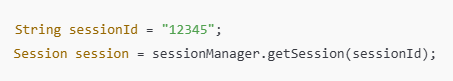 String sessionId = "12345";
Session session = sessionManager.getSession(sessionId);